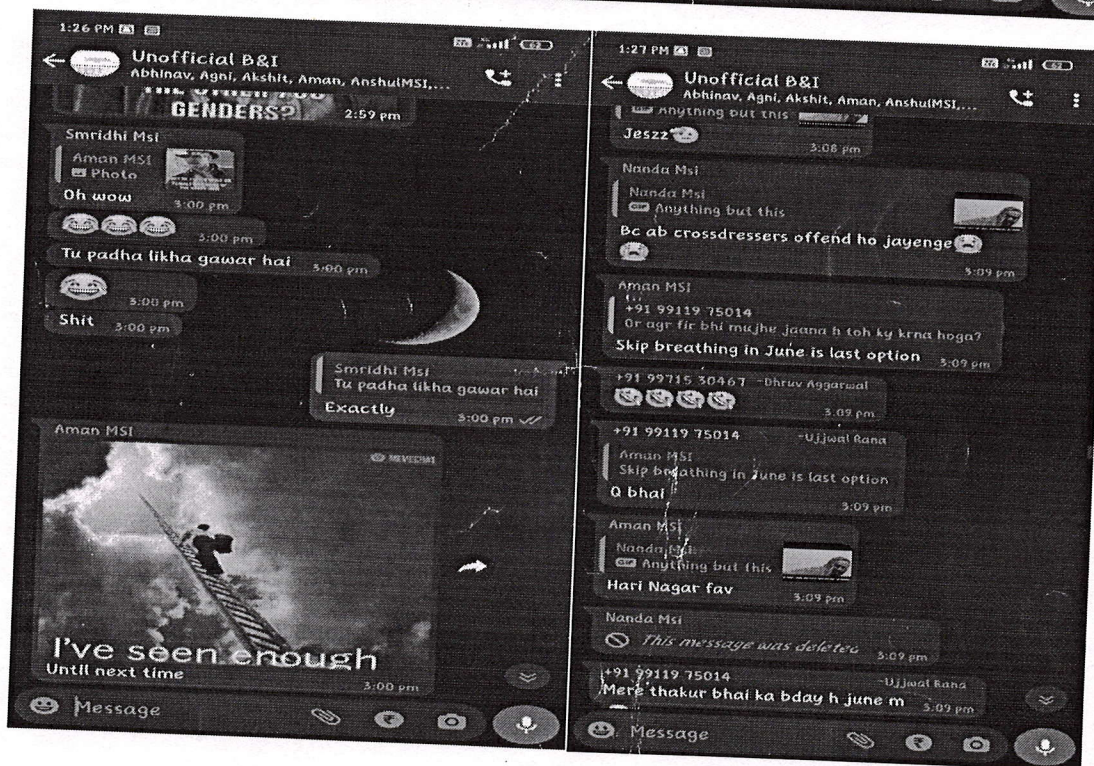 1:26 PM
Unofficial B&I
Abhinav, Agni, Akshit, Aman, AnshulMSI,...
GENDERS?
2:59 pm
Smridhi Msi
Aman MSI
Photo
Oh wow
3:00 pm
😂😂😂
3:00 pm
Tu padha likha gawar hai
3:00 pm
😂
3:00 pm
Shit
3:00 pm
Smridhi Msi
Tu padha likha gawar hai
Exactly
3:00 pm
Aman MSI
I've seen enough
Until next time
3:00 pm
Message
1:27 PM
62
Unofficial B&I
Abhinav, Agni, Akshit, Aman, AnshulMSI,...
Anything but this
Jeszz
3:08 pm
Nanda Msi
Nanda Msi
GIF Anything but this
Bc ab crossdressers offend ho jayenge
3:09 pm
Aman MSI
+91 99119 75014
Or agr fir bhi mujhe jaana h toh ky krna hoga?
Skip breathing in June is last option
3:09 pm
+91 99715 30467 ~Dhruv Aggarwal
3:09 pm
+91 99119 75014 ~Ujjwal Rana
Aman MSI
Skip breathing in June is last option
Q bhai
3:09 pm
Aman MSI
Nanda Msi
GIF Anything but this
Hari Nagar fav
3:09 pm
Nanda Msi
This message was deleted
3:09 pm
+91 99119 75014 ~Ujjwal Rana
Mere thakur bhai ka bday h june m
3:09 pm
Message